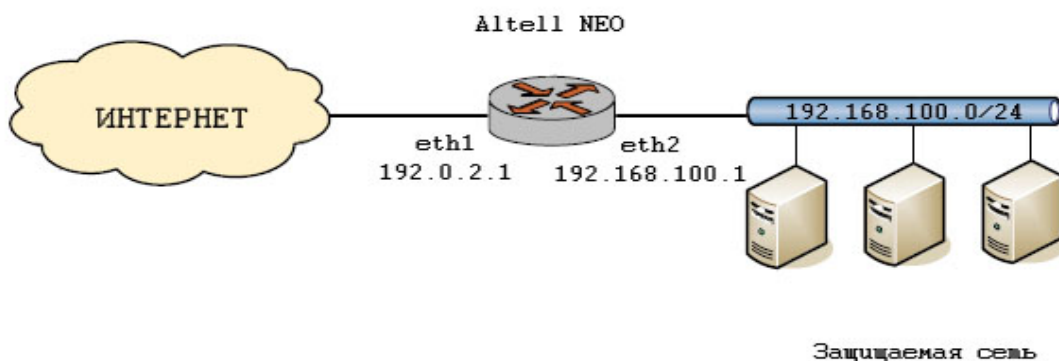 Altell NEO
ИНТЕРНЕТ
192.168.100.0/24
eth1
eth2
192.0.2.1
192.168.100.1
Защищаемая сеть